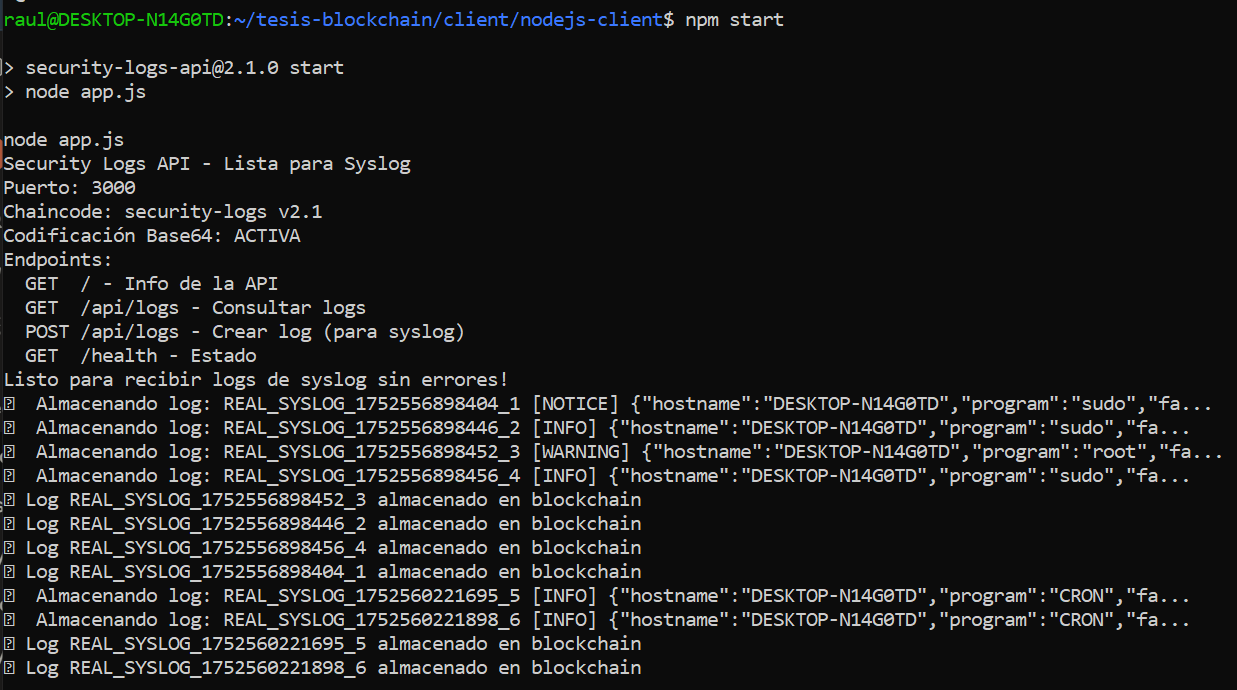 raul@DESKTOP-N14G0TD:~/tesis-blockchain/client/nodejs-client$ npm start
> security-logs-api@2.1.0 start
> node app.js
node app.js
Security Logs API - Lista para Syslog
Puerto: 3000
Chaincode: security-logs v2.1
Codificación Base64: ACTIVA
Endpoints:
GET / - Info de la API
GET /api/logs - Consultar logs
POST /api/logs - Crear log (para syslog)
GET /health - Estado
Listo para recibir logs de syslog sin errores!
Almacenando log: REAL_SYSLOG_1752556898404_1 [NOTICE] {"hostname":"DESKTOP-N14G0TD","program":"sudo","fa...
Almacenando log: REAL_SYSLOG_1752556898446_2 [INFO] {"hostname":"DESKTOP-N14G0TD","program":"sudo","fa...
Almacenando log: REAL_SYSLOG_1752556898452_3 [WARNING] {"hostname":"DESKTOP-N14G0TD","program":"root","fa...
Almacenando log: REAL_SYSLOG_1752556898456_4 [INFO] {"hostname":"DESKTOP-N14G0TD","program":"sudo","fa...
Log REAL_SYSLOG_1752556898452_3 almacenado en blockchain
Log REAL_SYSLOG_1752556898446_2 almacenado en blockchain
Log REAL_SYSLOG_1752556898456_4 almacenado en blockchain
Log REAL_SYSLOG_1752556898404_1 almacenado en blockchain
Almacenando log: REAL_SYSLOG_1752560221695_5 [INFO] {"hostname":"DESKTOP-N14G0TD","program":"CRON","fa...
Almacenando log: REAL_SYSLOG_1752560221898_6 [INFO] {"hostname":"DESKTOP-N14G0TD","program":"CRON","fa...
Log REAL_SYSLOG_1752560221695_5 almacenado en blockchain
Log REAL_SYSLOG_1752560221898_6 almacenado en blockchain